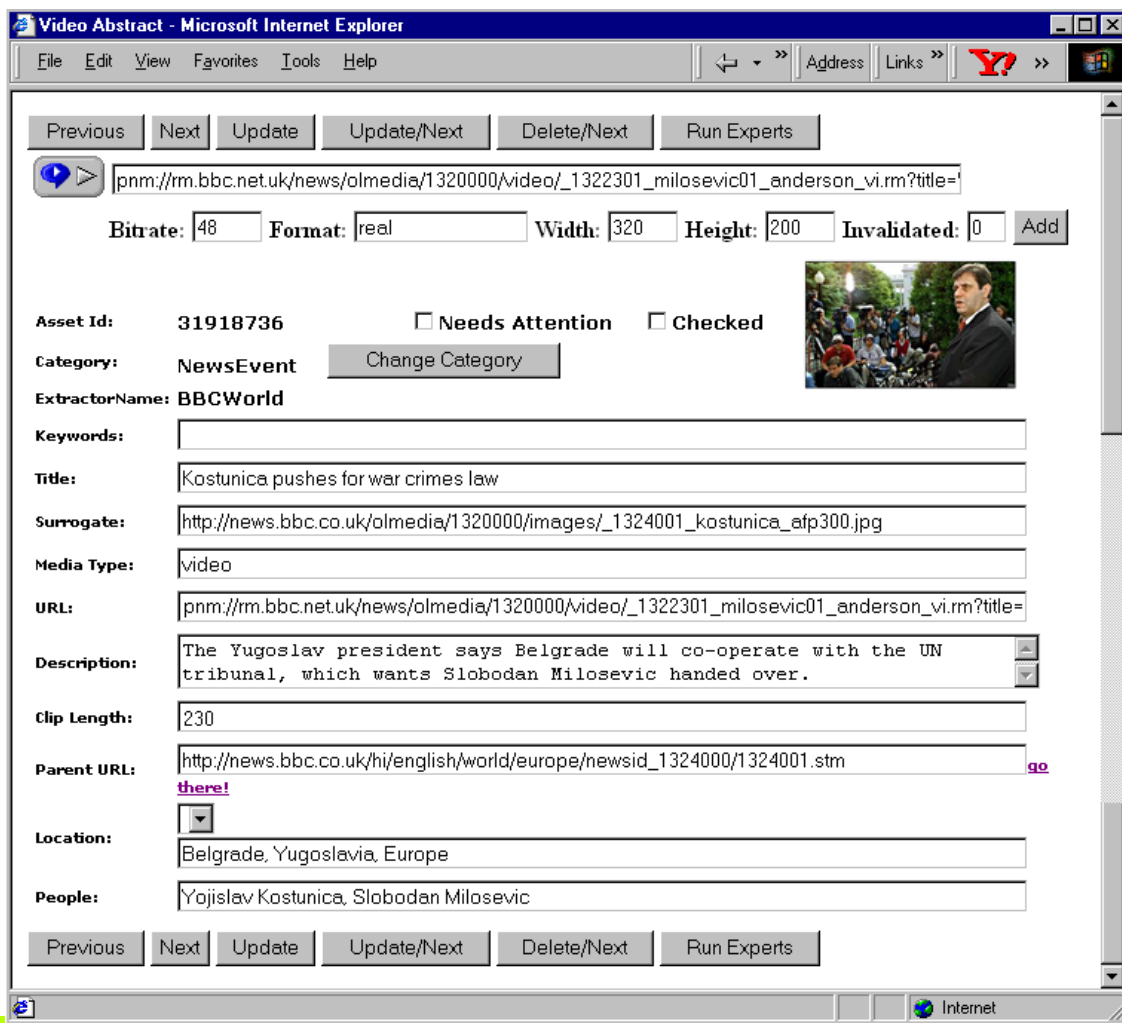 Video Abstract - Microsoft Internet Explorer
File Edit View Favorites Tools Help » Address Links » Y! »
Previous Next Update Update/Next Delete/Next Run Experts
pnm://rm.bbc.net.uk/news/olmedia/1320000/video/_1322301_milosevic01_anderson_vi.rm?title='
Bitrate: 48 Format: real Width: 320 Height: 200 Invalidated: 0 Add
Asset Id: 31918736 Needs Attention Checked
Category: NewsEvent Change Category
ExtractorName: BBCWorld
Keywords:
Title: Kostunica pushes for war crimes law
Surrogate: http://news.bbc.co.uk/olmedia/1320000/images/_1324001_kostunica_afp300.jpg
Media Type: video
URL: pnm://rm.bbc.net.uk/news/olmedia/1320000/video/_1322301_milosevic01_anderson_vi.rm?title=
Description: The Yugoslav president says Belgrade will co-operate with the UN
tribunal, which wants Slobodan Milosevic handed over.
Clip Length: 230
Parent URL: http://news.bbc.co.uk/hi/english/world/europe/newsid_1324000/1324001.stm go
there!
Location:
Belgrade, Yugoslavia, Europe
People: Yojislav Kostunica, Slobodan Milosevic
Previous Next Update Update/Next Delete/Next Run Experts
Internet